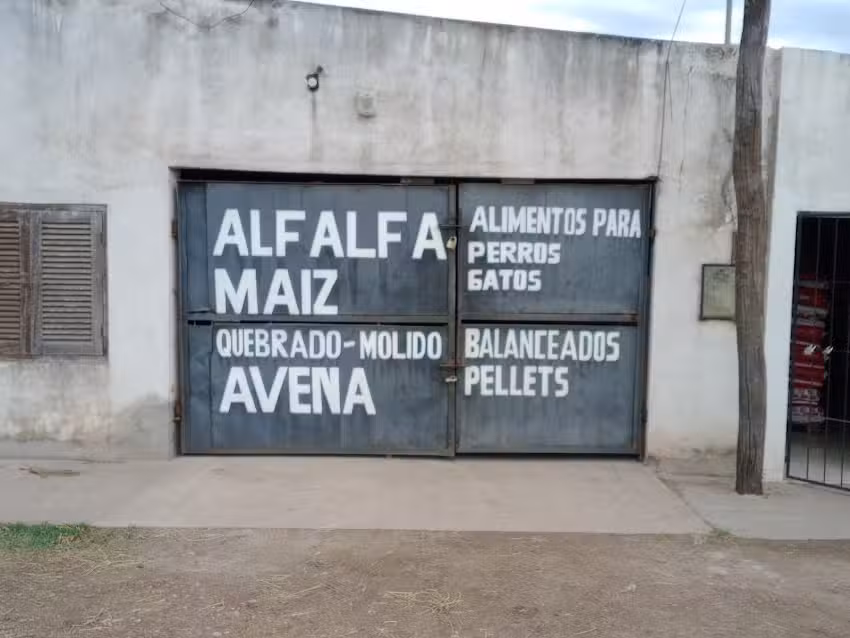 ALFALFA
MAIZ
QUEBRADO-MOLIDO
AVENA
ALIMENTOS PARA
PERROS
GATOS
BALANCEADOS
PELLETS